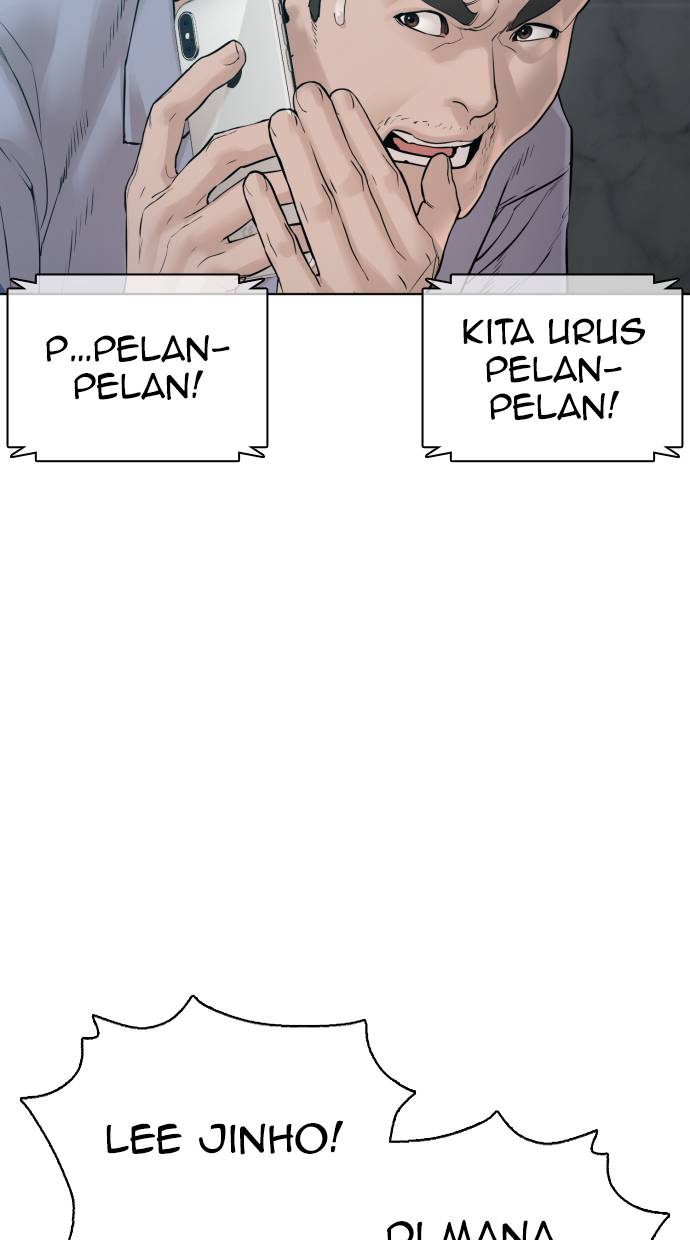 P...PELAN-
PELAN!
KITA URUS
PELAN-
PELAN!
LEE JINHO!
DI MANA